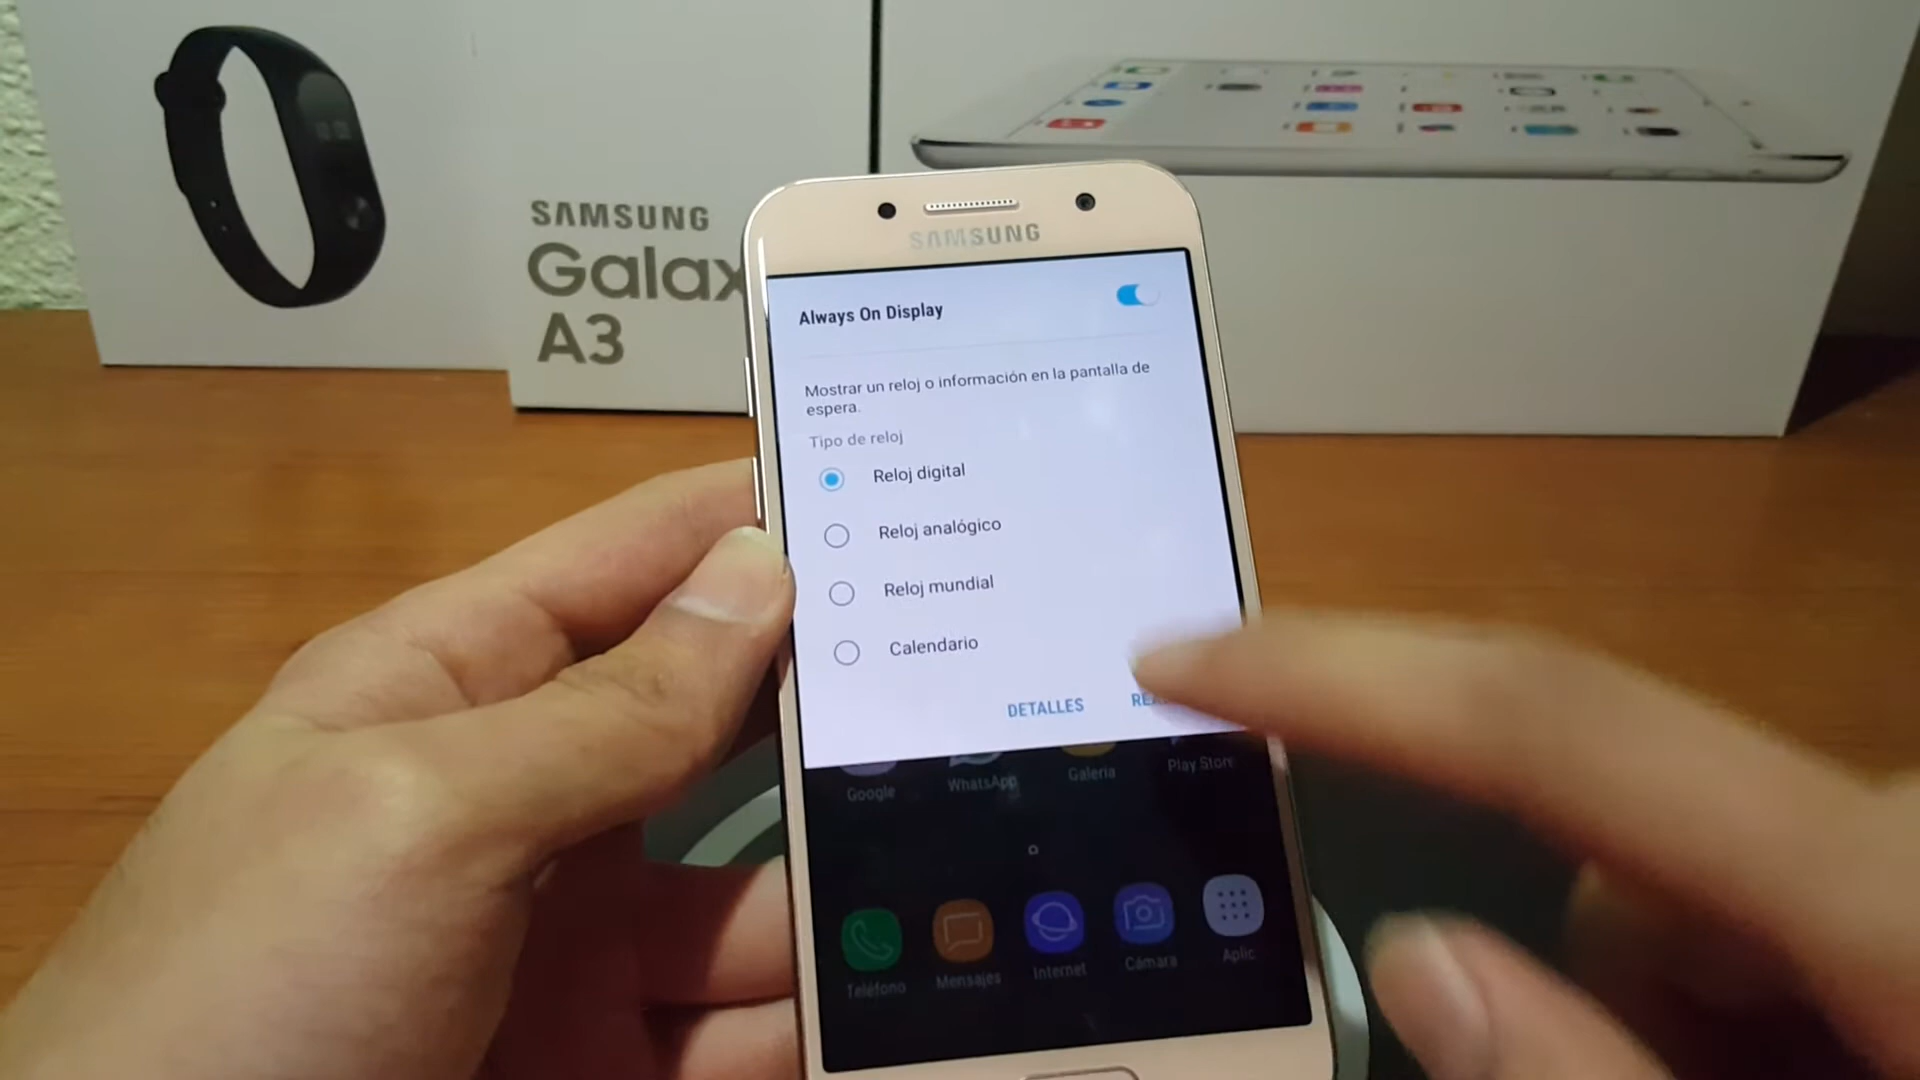 SAMSUNG
Galax
A3
SAMSUNG
Always On Display
Mostrar un reloj o información en la pantalla de
espera.
Tipo de reloj
Reloj digital
Reloj analógico
Reloj mundial
Calendario
DETALLES
Google
WhatsApp
Galería
Play Store
Teléfono
Mensajes
Internet
Cámara
Aplic